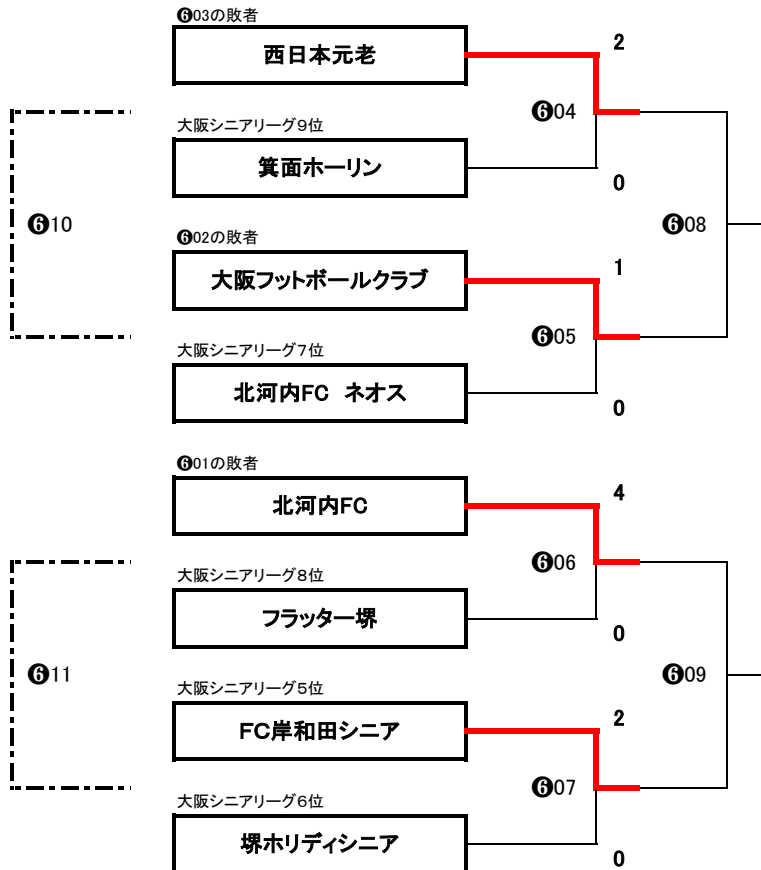 ❻03の敗者
2
西日本元老
❻04
大阪シニアリーグ9位
箕面ホーリン
0
❻10
❻08
❻02の敗者
1
大阪フットボールクラブ
❻05
大阪シニアリーグ7位
北河内FC　ネオス
0
❻01の敗者
4
北河内FC
❻06
大阪シニアリーグ8位
フラッター堺
0
❻11
❻09
大阪シニアリーグ5位
2
FC岸和田シニア
❻07
大阪シニアリーグ6位
堺ホリディシニア
0